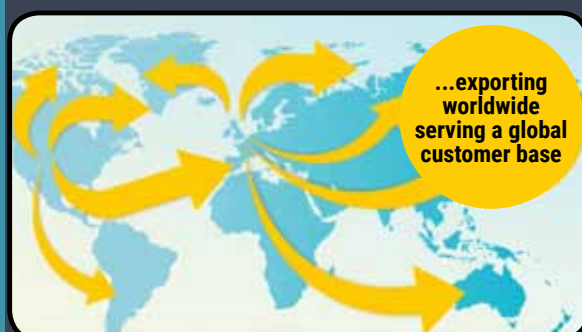 ...exporting
worldwide
serving a global
customer base